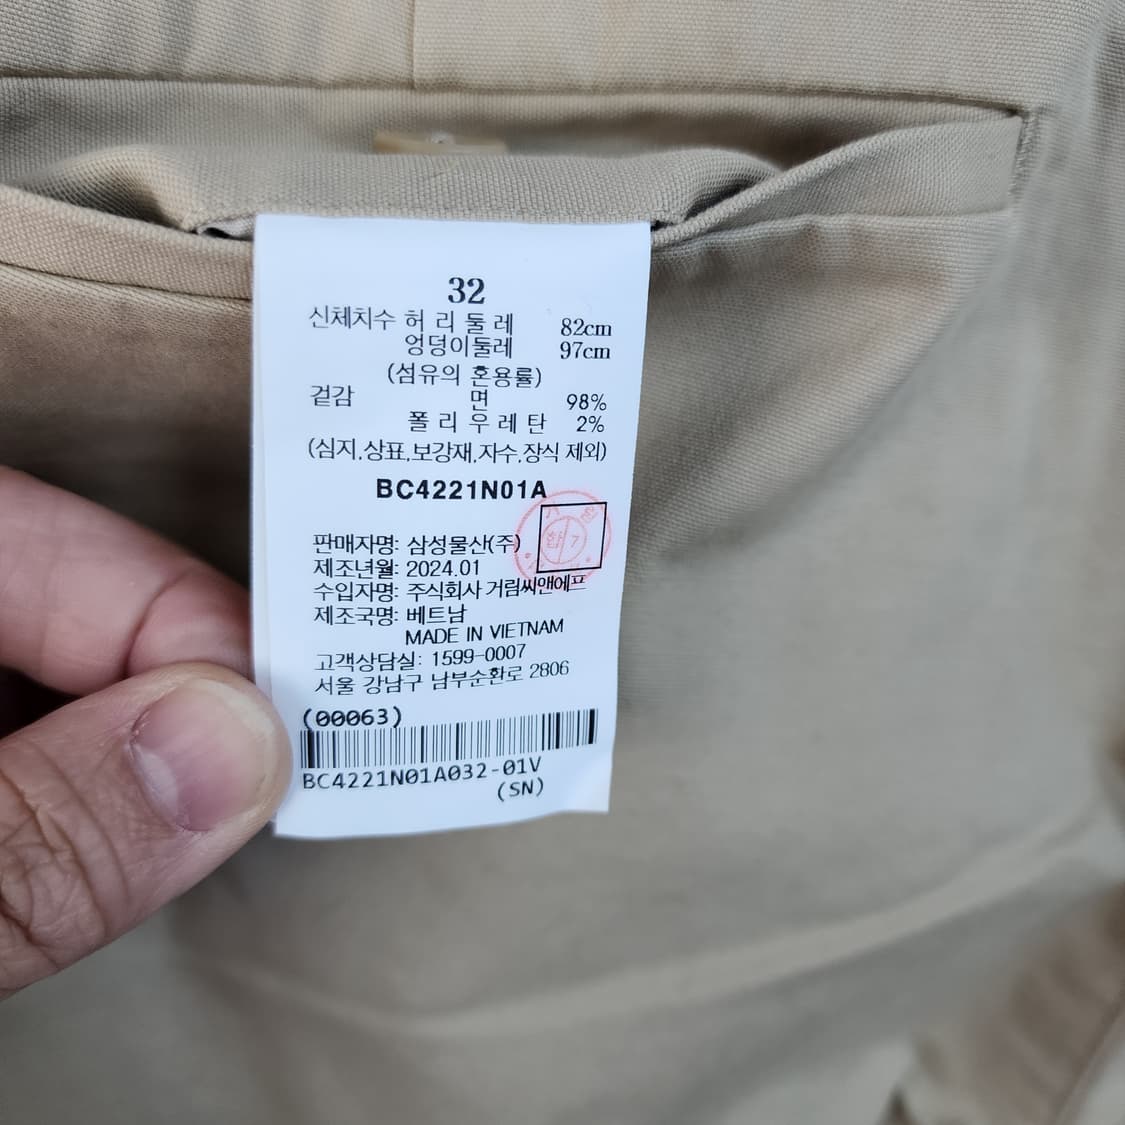 32
신체치수 허 리 둘 레 82cm
엉덩이둘레 97cm
(섬유의 혼용률)
겉감 면 98%
폴 리 우 레 탄 2%
(심지,상표,보강재,자수,장식 제외)
BC4221N01A
합 7
판매자명: 삼성물산(주)
제조년월: 2024.01
수입자명: 주식회사 거림씨앤에프
제조국명: 베트남
MADE IN VIETNAM
고객상담실: 1599-0007
서울 강남구 남부순환로 2806
(00063)
BC4221N01A032-01V
(SN)